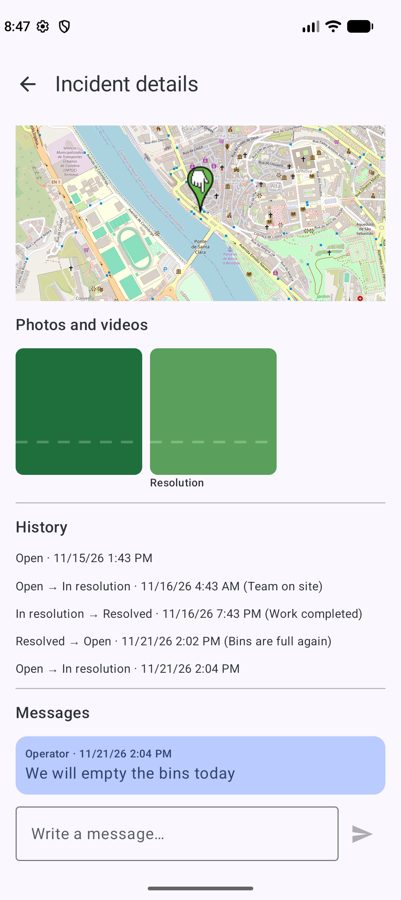 8:47
Incident details
Ponte
de Santa
Clara
Photos and videos
Resolution
History
Open · 11/15/26 1:43 PM
Open → In resolution · 11/16/26 4:43 AM (Team on site)
In resolution → Resolved · 11/16/26 7:43 PM (Work completed)
Resolved → Open · 11/21/26 2:02 PM (Bins are full again)
Open → In resolution · 11/21/26 2:04 PM
Messages
Operator · 11/21/26 2:04 PM
We will empty the bins today
Write a message…